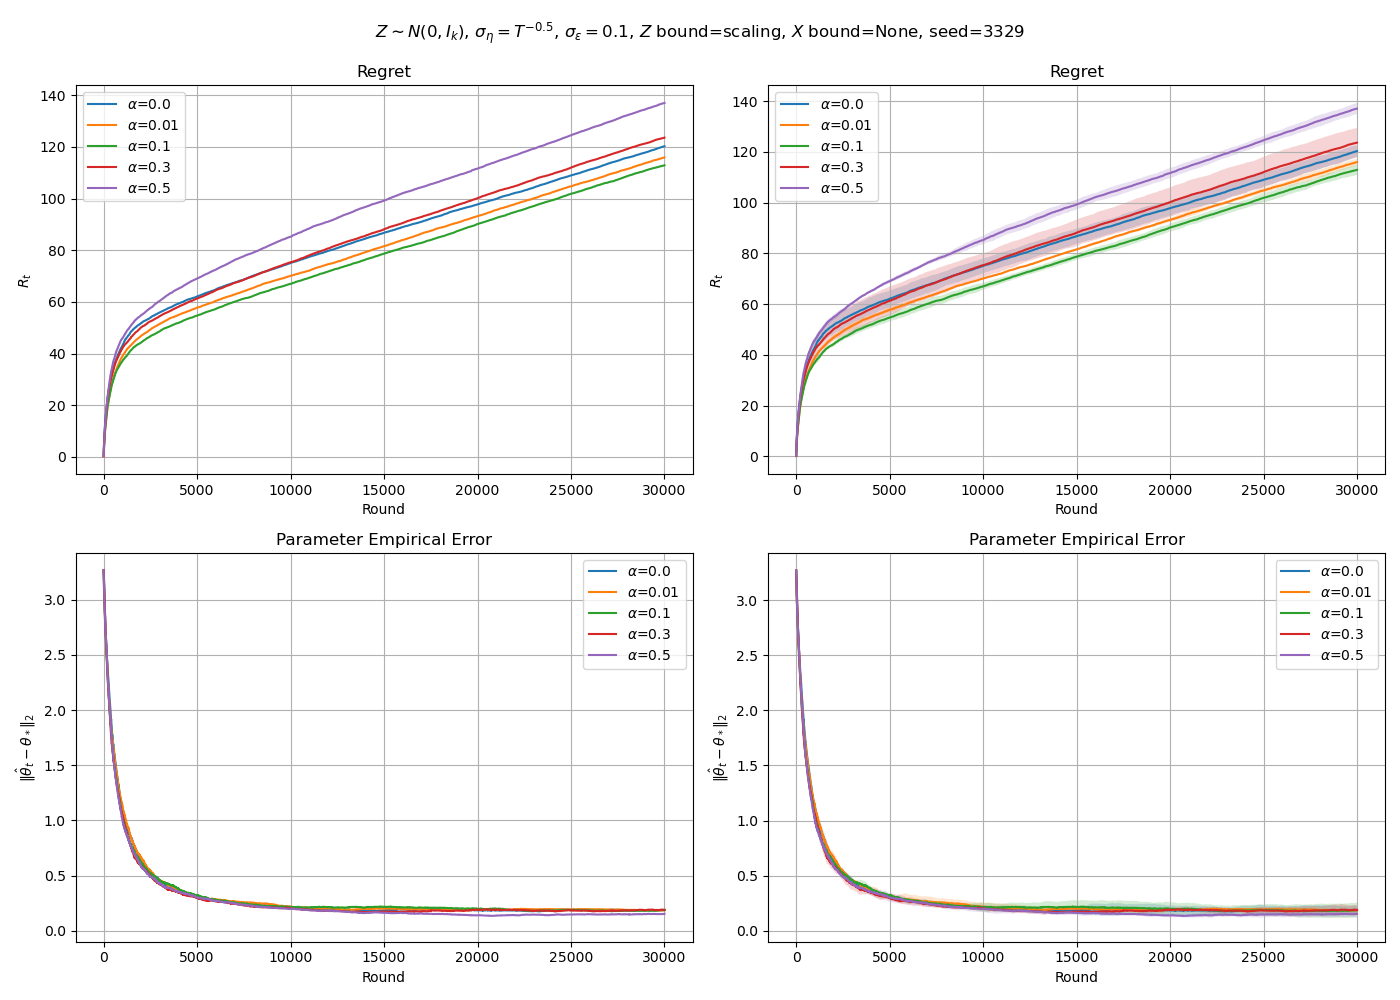 Z ∼ N(0, I_k), σ_η = T^{−0.5}, σ_ε = 0.1, Z bound=scaling, X bound=None, seed=3329
Regret
140
120
100
80
60
40
20
0
R_t
α=0.0
α=0.01
α=0.1
α=0.3
α=0.5
0 5000 10000 15000 20000 25000 30000
Round
Regret
140
120
100
80
60
40
20
0
R_t
α=0.0
α=0.01
α=0.1
α=0.3
α=0.5
0 5000 10000 15000 20000 25000 30000
Round
Parameter Empirical Error
3.0
2.5
2.0
1.5
1.0
0.5
0.0
‖θ̂_t − θ_*‖_2
α=0.0
α=0.01
α=0.1
α=0.3
α=0.5
0 5000 10000 15000 20000 25000 30000
Round
Parameter Empirical Error
3.0
2.5
2.0
1.5
1.0
0.5
0.0
‖θ̂_t − θ_*‖_2
α=0.0
α=0.01
α=0.1
α=0.3
α=0.5
0 5000 10000 15000 20000 25000 30000
Round